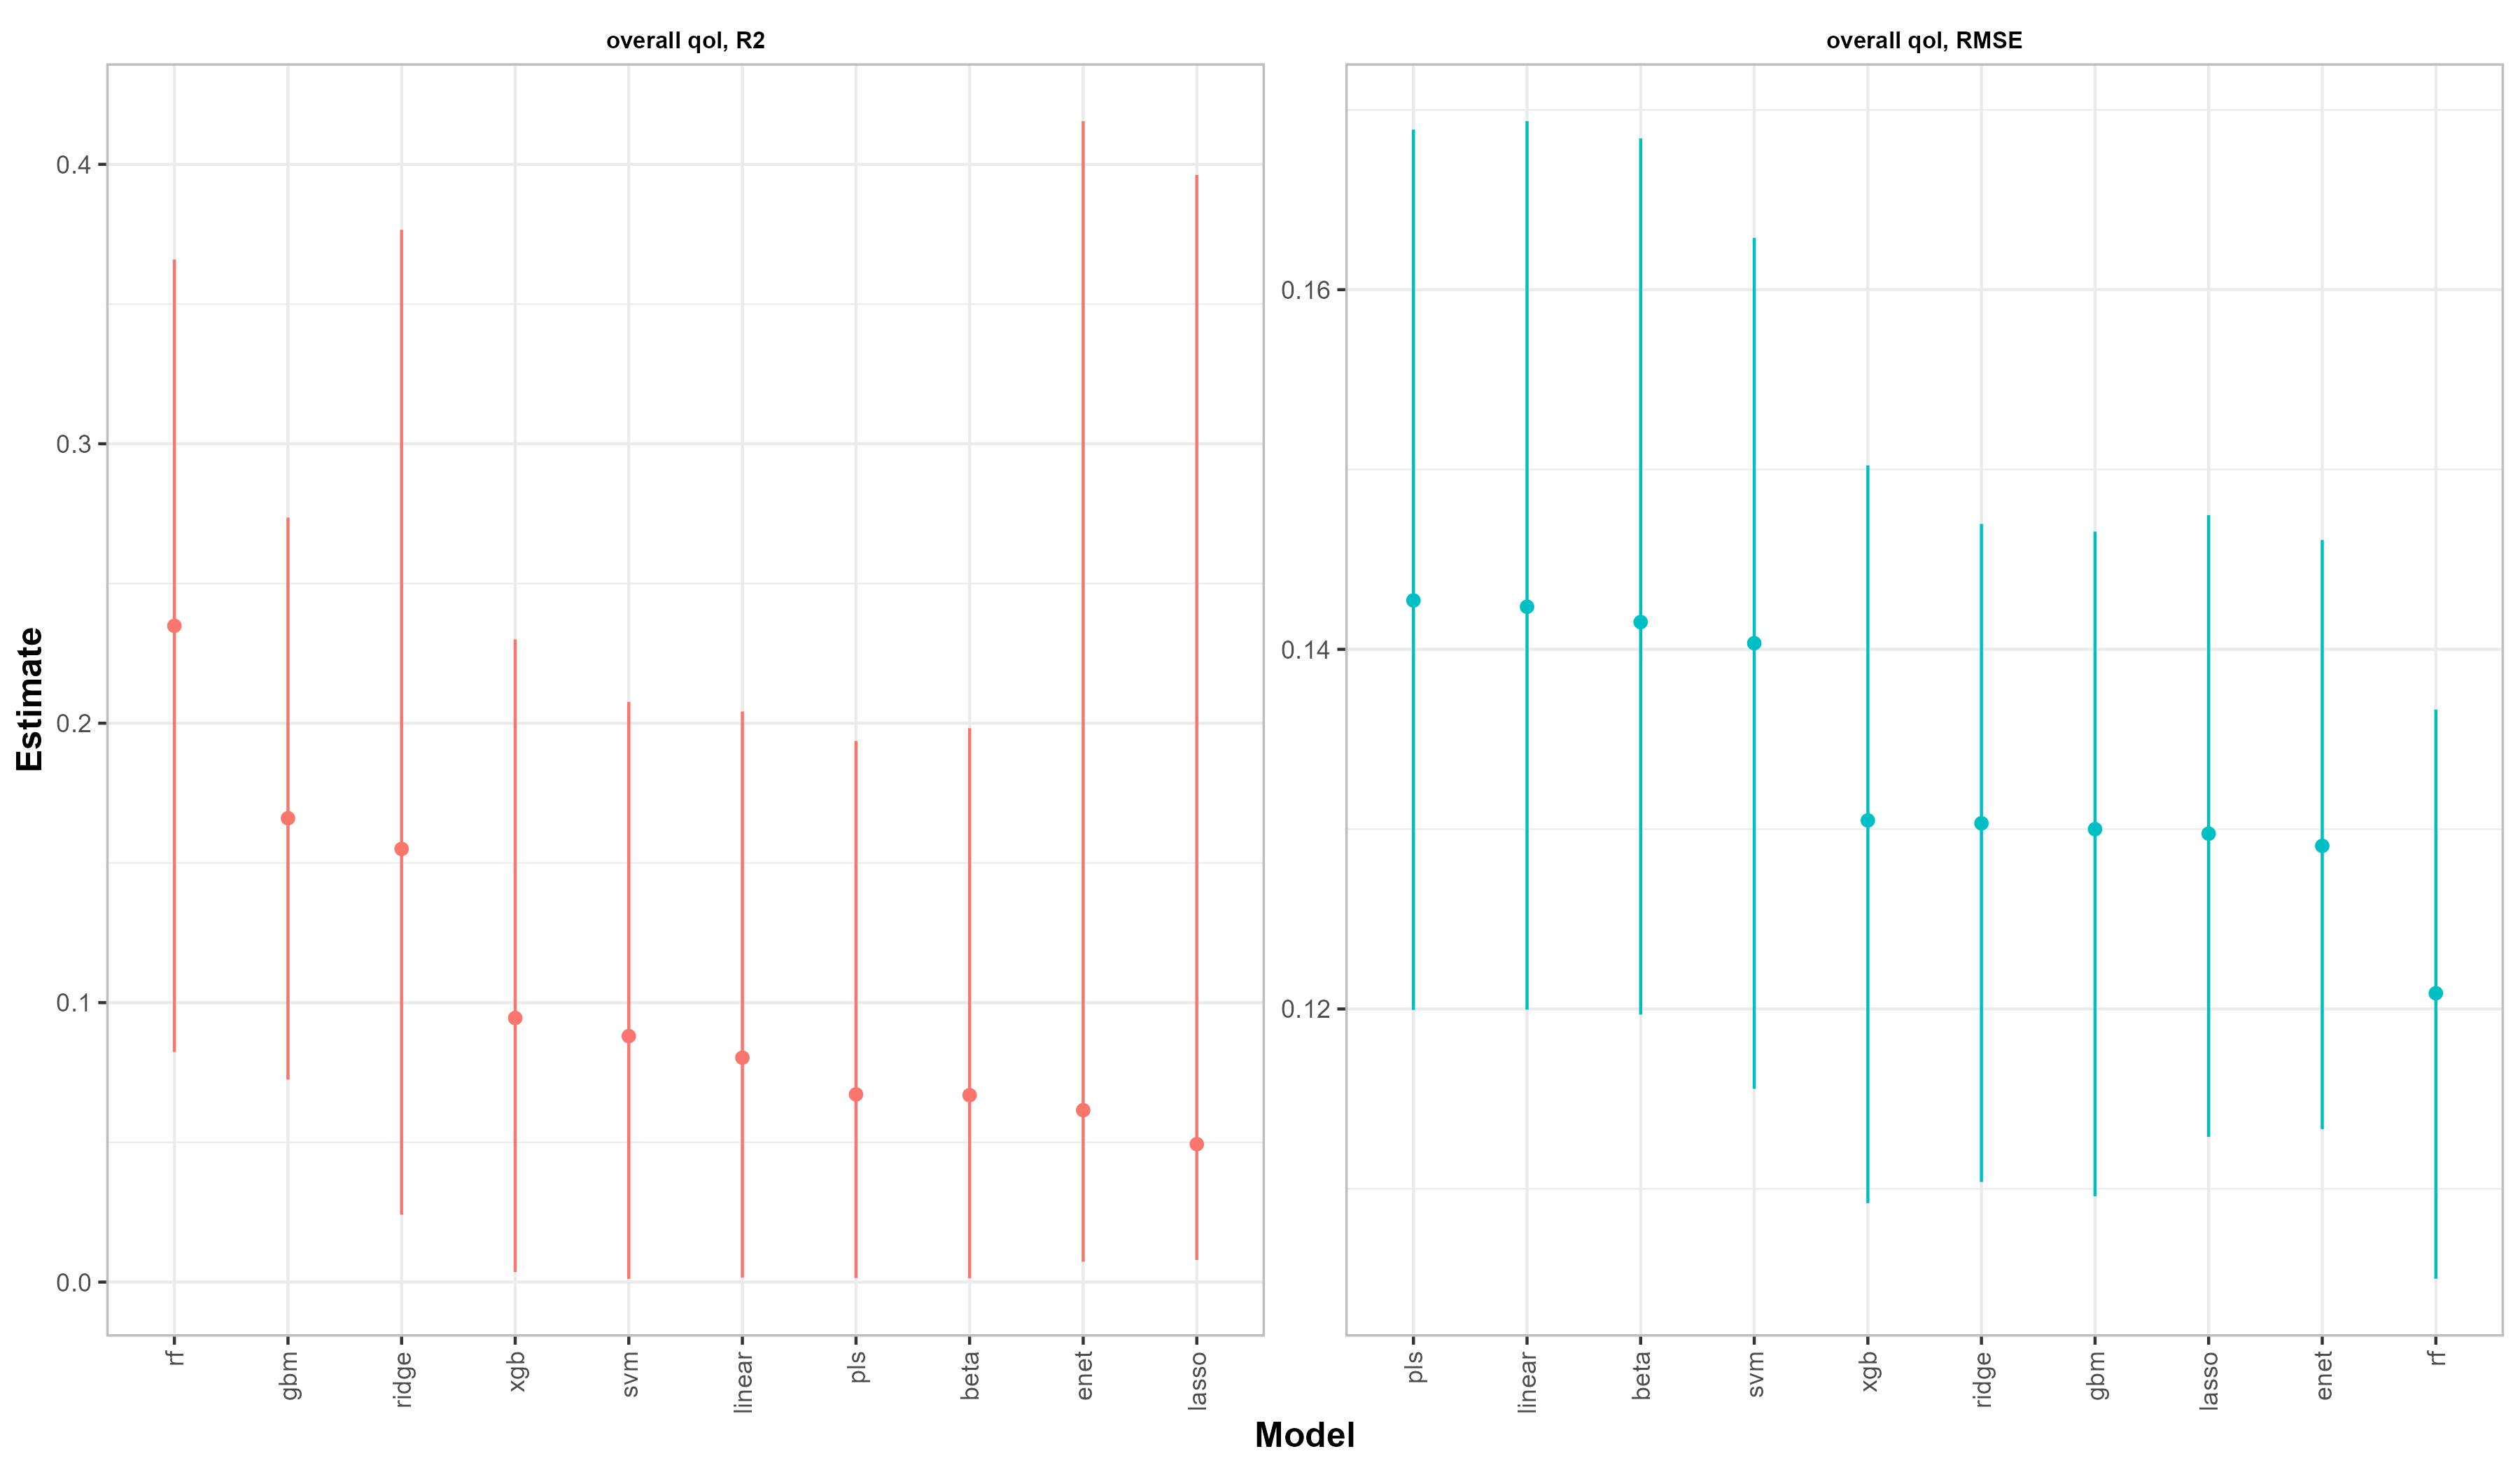 overall qol, R2
overall qol, RMSE
Estimate
0.4
0.3
0.2
0.1
0.0
0.16
0.14
0.12
rf
gbm
ridge
xgb
svm
linear
pls
beta
enet
lasso
pls
linear
beta
svm
xgb
ridge
gbm
lasso
enet
rf
Model